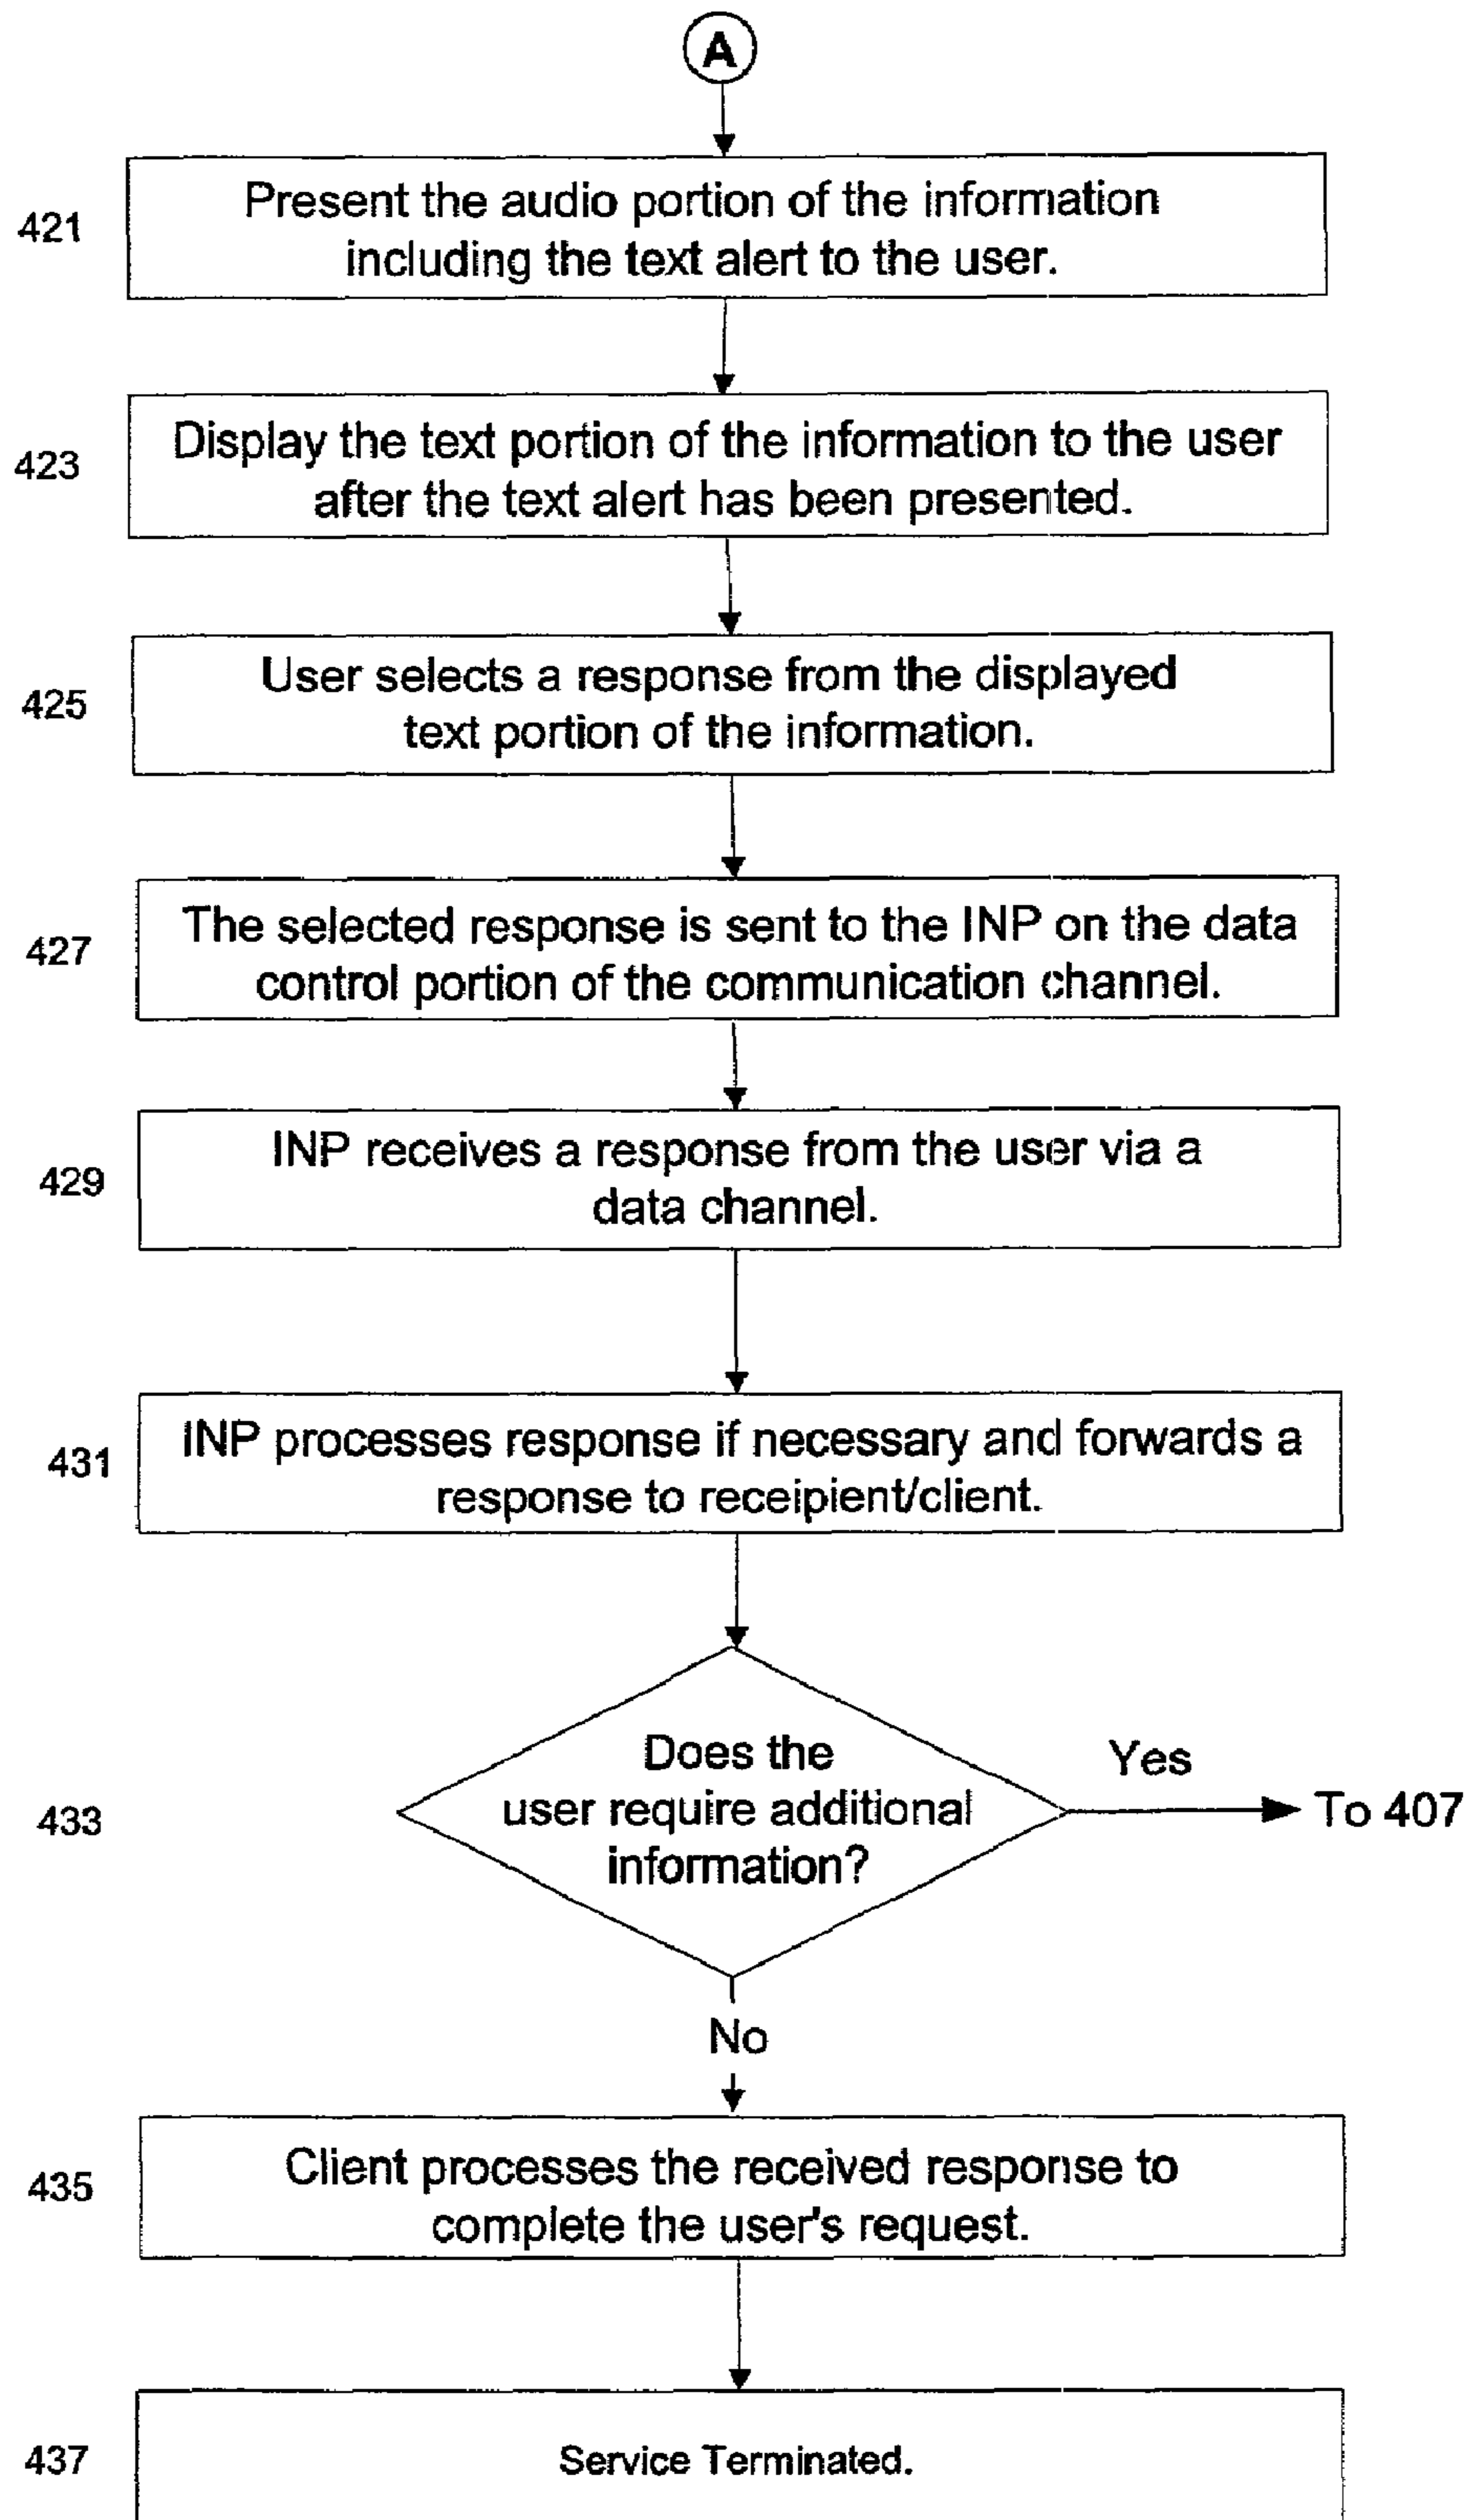 A
421
Present the audio portion of the information
including the text alert to the user.
423
Display the text portion of the information to the user
after the text alert has been presented.
425
User selects a response from the displayed
text portion of the information.
427
The selected response is sent to the INP on the data
control portion of the communication channel.
429
INP receives a response from the user via a
data channel.
431
INP processes response if necessary and forwards a
response to receipient/client.
433
Does the
user require additional
information?
Yes
To 407
No
435
Client processes the received response to
complete the user's request.
437
Service Terminated.